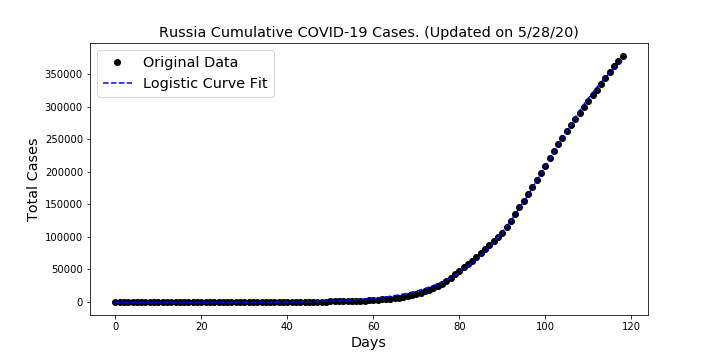 Russia Cumulative COVID-19 Cases. (Updated on 5/28/20)
Original Data
Logistic Curve Fit
Total Cases
350000
300000
250000
200000
150000
100000
50000
0
0 20 40 60 80 100 120
Days